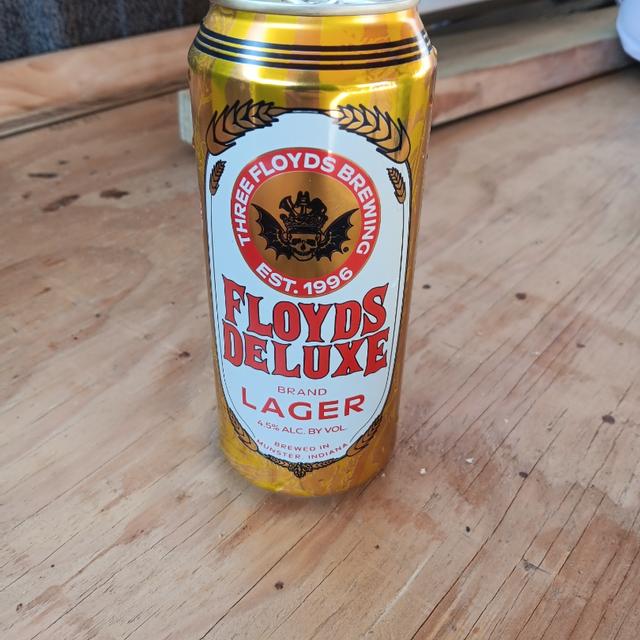 THREE FLOYDS BREWING
EST. 1996
FLOYDS
DELUXE
BRAND
LAGER
4.5% ALC. BY VOL.
BREWED IN
MUNSTER, INDIANA